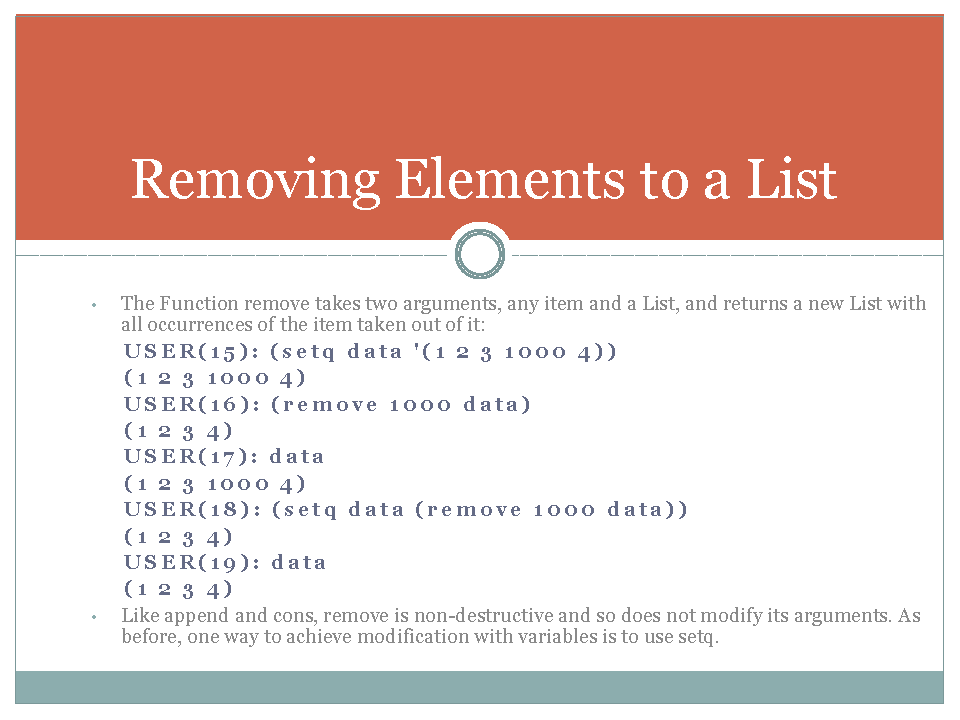 Removing Elements to a List
• The Function remove takes two arguments, any item and a List, and returns a new List with
all occurrences of the item taken out of it:
USER(15): (setq data '(1 2 3 1000 4))
(1 2 3 1000 4)
USER(16): (remove 1000 data)
(1 2 3 4)
USER(17): data
(1 2 3 1000 4)
USER(18): (setq data (remove 1000 data))
(1 2 3 4)
USER(19): data
(1 2 3 4)
• Like append and cons, remove is non-destructive and so does not modify its arguments. As
before, one way to achieve modification with variables is to use setq.